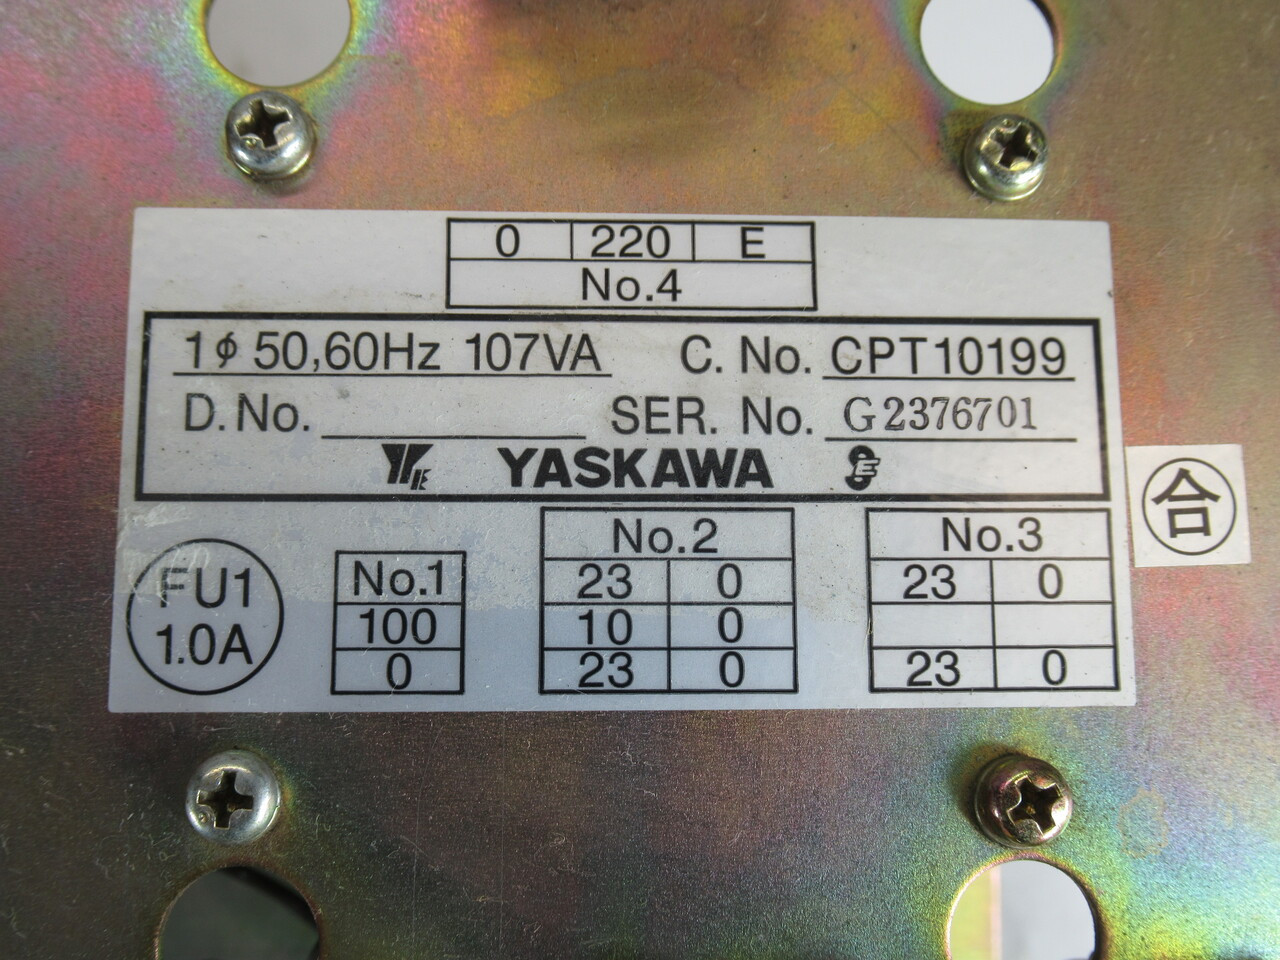 0 220 E
No.4
1φ 50,60Hz 107VA C. No. CPT10199
D. No. SER. No. G2376701
YASKAWA
合
FU1
1.0A
No.1
100
0
No.2
23 0
10 0
23 0
No.3
23 0
23 0